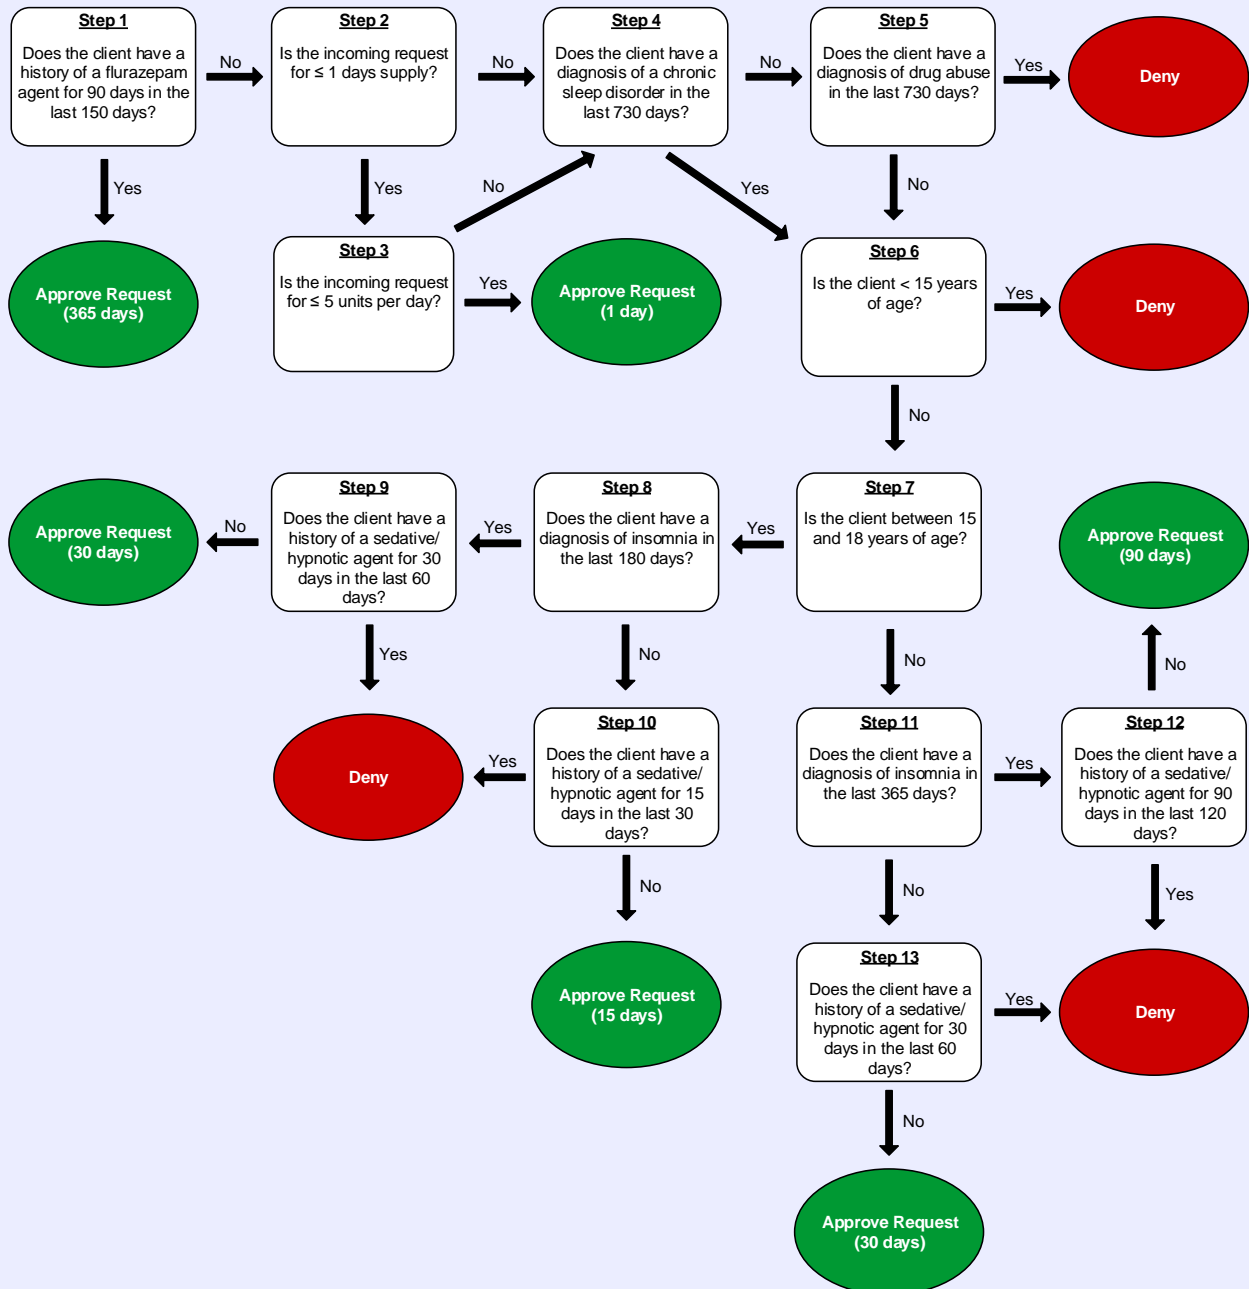 Step 1
Does the client have a
history of a flurazepam
agent for 90 days in the
last 150 days?
No
Step 2
Is the incoming request
for ≤ 1 days supply?
No
Step 4
Does the client have a
diagnosis of a chronic
sleep disorder in the
last 730 days?
No
Step 5
Does the client have a
diagnosis of drug abuse
in the last 730 days?
Yes
Deny
Yes
Yes
No
Yes
No
Approve Request
(365 days)
Step 3
Is the incoming request
for ≤ 5 units per day?
Yes
Approve Request
(1 day)
Step 6
Is the client < 15 years
of age?
Yes
Deny
No
Approve Request
(30 days)
No
Step 9
Does the client have a
history of a sedative/
hypnotic agent for 30
days in the last 60
days?
Yes
Step 8
Does the client have a
diagnosis of insomnia in
the last 180 days?
Yes
Step 7
Is the client between 15
and 18 years of age?
Approve Request
(90 days)
Yes
No
No
No
Deny
Yes
Step 10
Does the client have a
history of a sedative/
hypnotic agent for 15
days in the last 30
days?
Step 11
Does the client have a
diagnosis of insomnia in
the last 365 days?
Yes
Step 12
Does the client have a
history of a sedative/
hypnotic agent for 90
days in the last 120
days?
No
No
Yes
Approve Request
(15 days)
Step 13
Does the client have a
history of a sedative/
hypnotic agent for 30
days in the last 60
days?
Yes
Deny
No
Approve Request
(30 days)